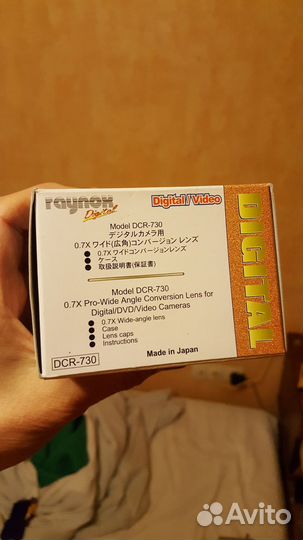 raynox
Digital
Digital/Video
Model DCR-730
デジタルカメラ用
0.7X ワイド(広角)コンバージョン レンズ
● 0.7X ワイドコンバージョンレンズ
● ケース
● 取扱説明書(保証書)
Model DCR-730
0.7X Pro-Wide Angle Conversion Lens for
Digital/DVD/Video Cameras
● 0.7X Wide-angle lens
● Case
● Lens caps
● Instructions
DCR-730
Made in Japan
DIGITAL
Avito